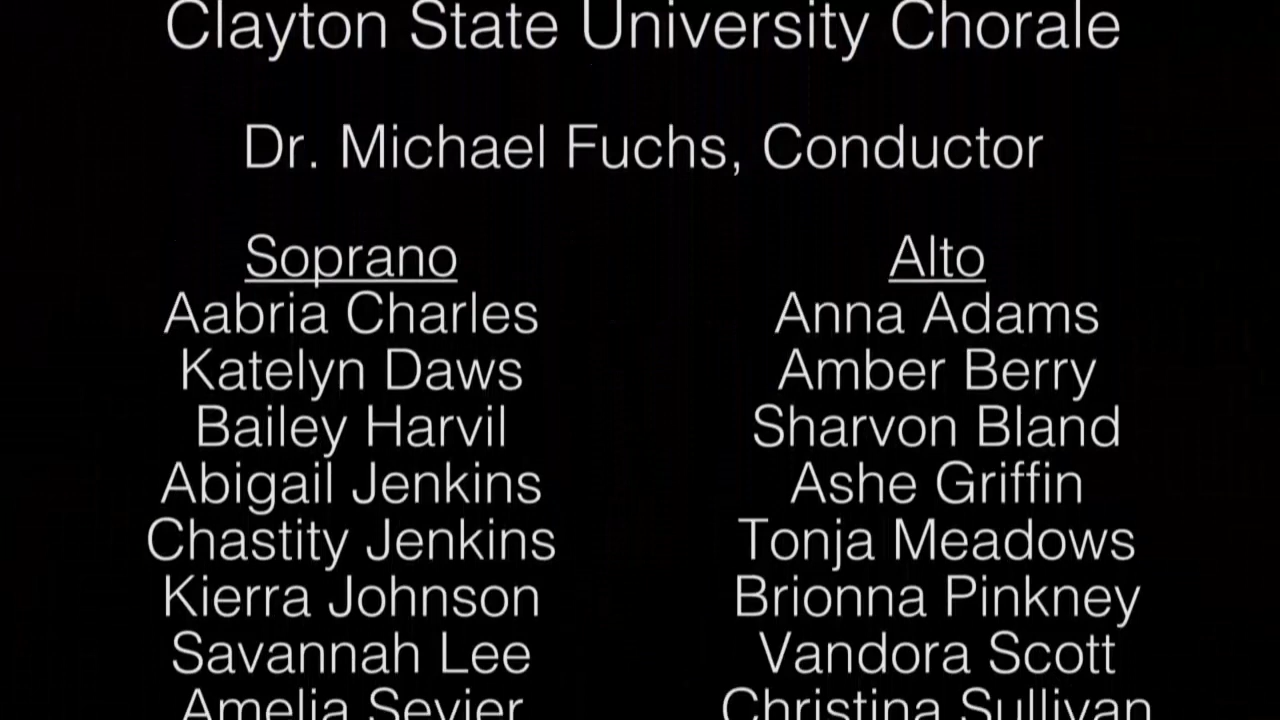 Clayton State University Chorale
Dr. Michael Fuchs, Conductor
Soprano
Aabria Charles
Katelyn Daws
Bailey Harvil
Abigail Jenkins
Chastity Jenkins
Kierra Johnson
Savannah Lee
Amelia Sevier
Alto
Anna Adams
Amber Berry
Sharvon Bland
Ashe Griffin
Tonja Meadows
Brionna Pinkney
Vandora Scott
Christina Sullivan